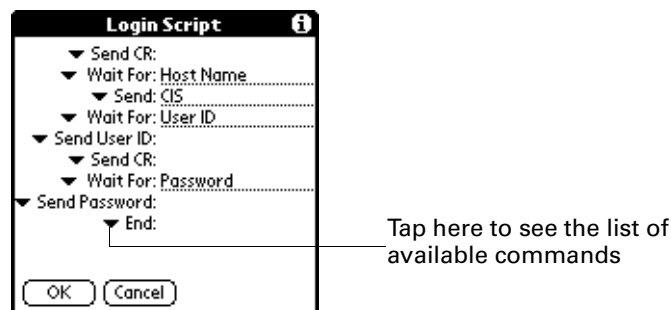 Login Script
Send CR:
Wait For: Host Name
Send: CIS
Wait For: User ID
Send User ID:
Send CR:
Wait For: Password
Send Password:
End:
Tap here to see the list of
available commands
OK Cancel